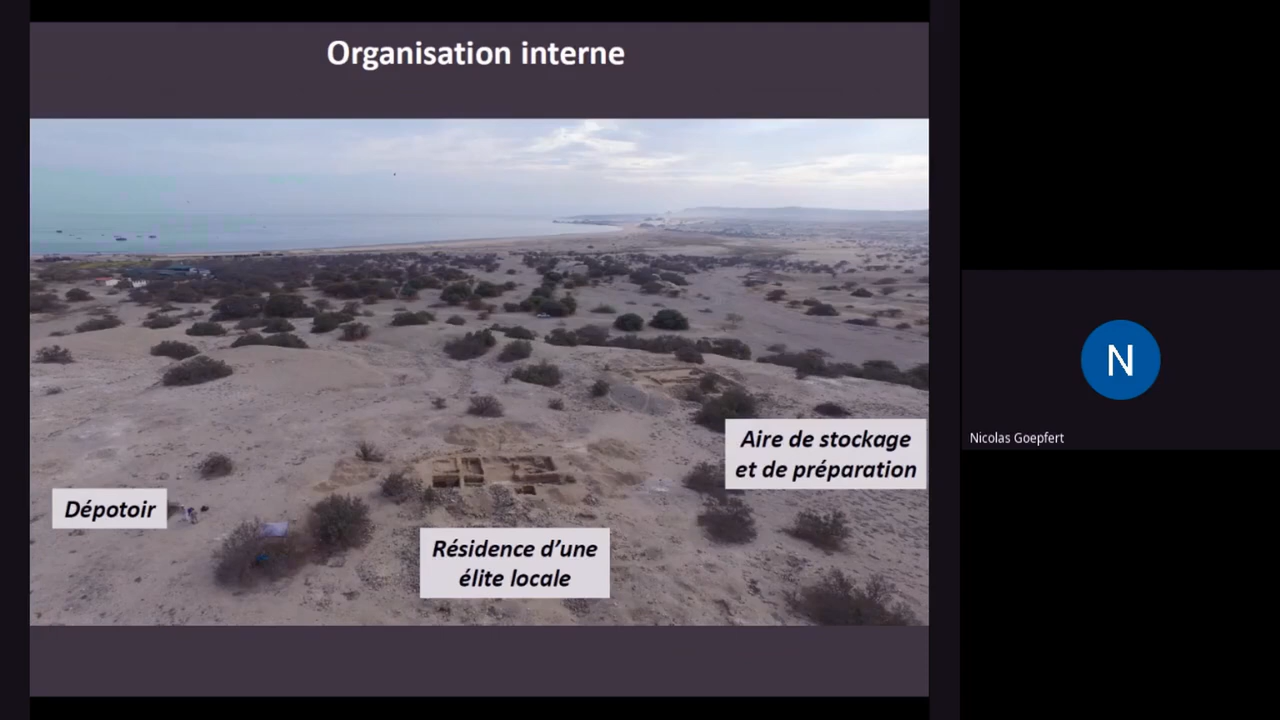 Organisation interne
Aire de stockage
et de préparation
Dépotoir
Résidence d'une
élite locale
N
Nicolas Goepfert